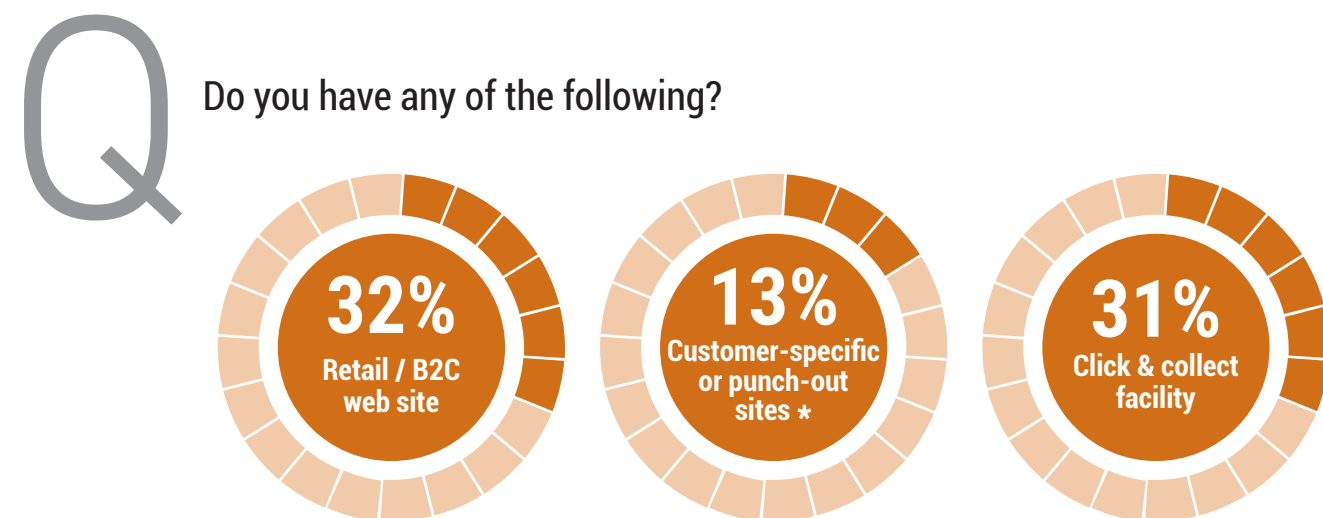 Q
Do you have any of the following?
32%
Retail / B2C
web site
13%
Customer-specific
or punch-out
sites *
31%
Click & collect
facility